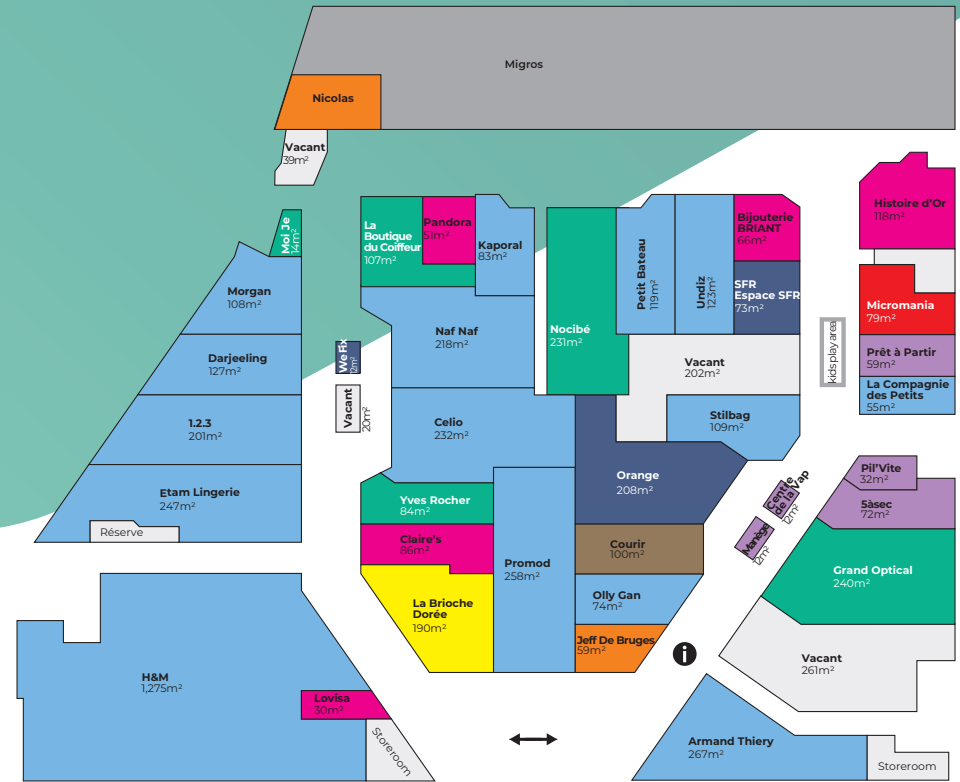 Migros
Nicolas
Vacant
39m²
Moi Je
14m²
La
Boutique
du Coiffeur
107m²
Pandora
51m²
Kaporal
83m²
Petit Bateau
119m²
Undiz
123m²
Bijouterie
BRIANT
66m²
Histoire d'Or
118m²
Morgan
108m²
SFR
Espace SFR
73m²
Micromania
79m²
Naf Naf
218m²
Nocibé
231m²
Darjeeling
127m²
We Fix
12m²
Vacant
202m²
kids play area
Prêt à Partir
59m²
La Compagnie
des Petits
55m²
Vacant
20m²
1.2.3
201m²
Celio
232m²
Stilbag
109m²
Etam Lingerie
247m²
Réserve
Yves Rocher
84m²
Orange
208m²
Pil'Vite
32m²
Centre
de la Vap
12m²
5àsec
72m²
Manège
12m²
Claire's
86m²
Courir
100m²
Promod
258m²
Grand Optical
240m²
La Brioche
Dorée
190m²
Olly Gan
74m²
Jeff De Bruges
59m²
i
Vacant
261m²
H&M
1,275m²
Lovisa
30m²
Storeroom
Armand Thiery
267m²
Storeroom